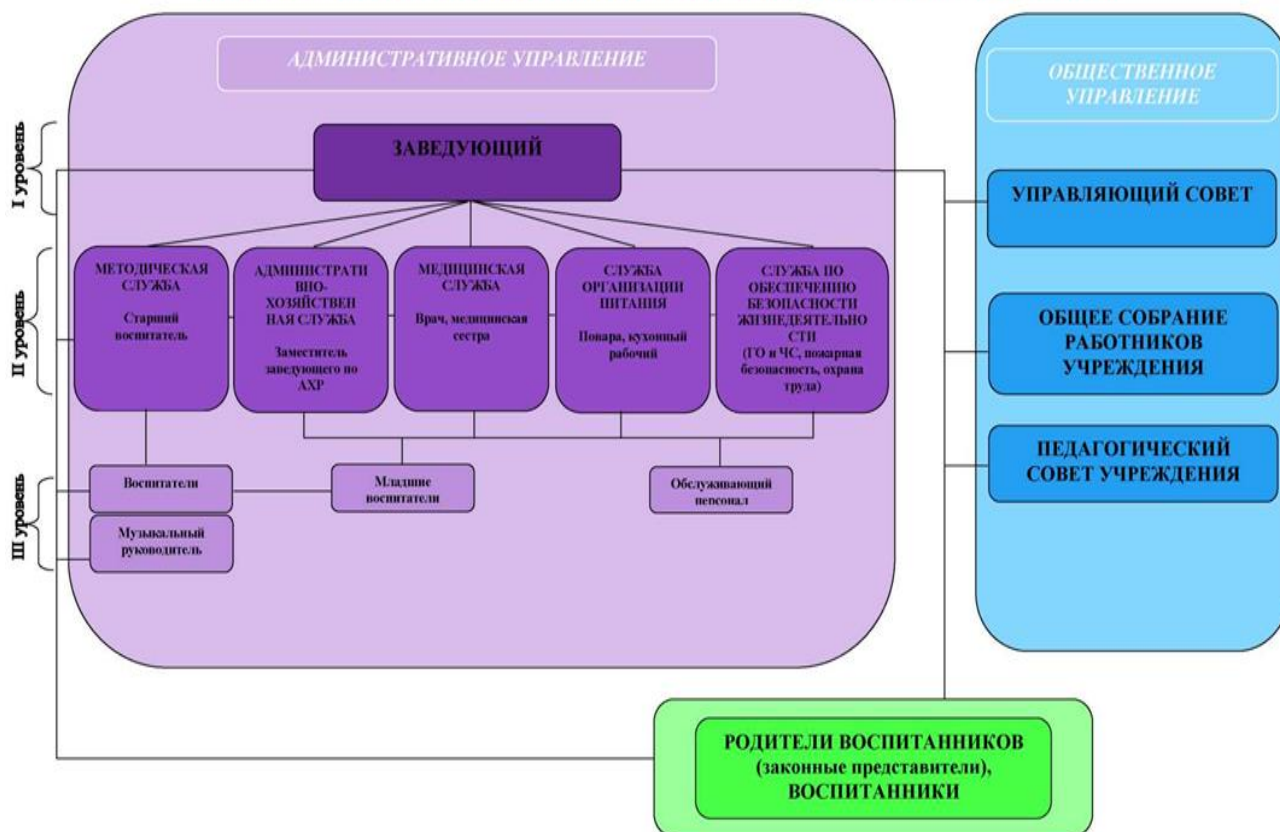 АДМИНИСТРАТИВНОЕ УПРАВЛЕНИЕ
ОБЩЕСТВЕННОЕ
УПРАВЛЕНИЕ
I уровень
ЗАВЕДУЮЩИЙ
УПРАВЛЯЮЩИЙ СОВЕТ
II уровень
МЕТОДИЧЕСКАЯ
СЛУЖБА
Старший
воспитатель
АДМИНИСТРАТИ
ВНО-
ХОЗЯЙСТВЕН
НАЯ СЛУЖБА
Заместитель
заведующего по
АХР
МЕДИЦИНСКАЯ
СЛУЖБА
Врач, медицинская
сестра
СЛУЖБА
ОРГАНИЗАЦИИ
ПИТАНИЯ
Повара, кухонный
рабочий
СЛУЖБА ПО
ОБЕСПЕЧЕНИЮ
БЕЗОПАСНОСТИ
ЖИЗНЕДЕЯТЕЛЬНО
СТИ
(ГО и ЧС, пожарная
безопасность, охрана
труда)
ОБЩЕЕ СОБРАНИЕ
РАБОТНИКОВ
УЧРЕЖДЕНИЯ
ПЕДАГОГИЧЕСКИЙ
СОВЕТ УЧРЕЖДЕНИЯ
III уровень
Воспитатели
Младшие
воспитатели
Обслуживающий
персонал
Музыкальный
руководитель
РОДИТЕЛИ ВОСПИТАННИКОВ
(законные представители),
ВОСПИТАННИКИ